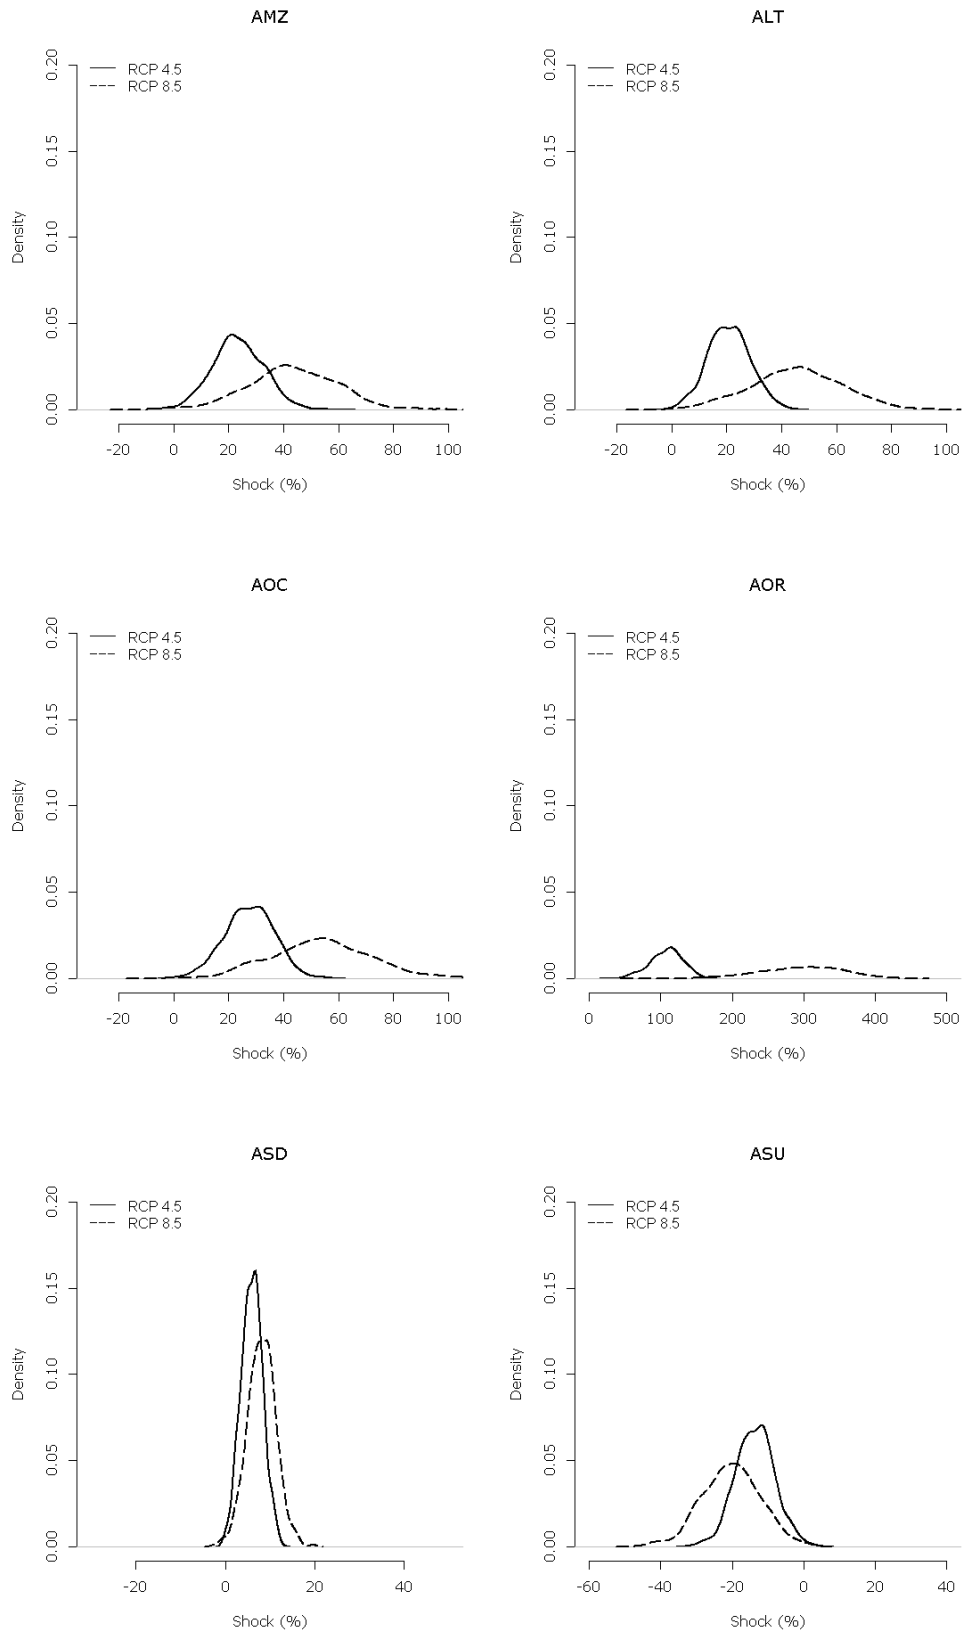 AMZ
RCP 4.5
RCP 8.5
0.20
0.15
0.10
0.05
0.00
Density
-20 0 20 40 60 80 100
Shock (%)
ALT
RCP 4.5
RCP 8.5
0.20
0.15
0.10
0.05
0.00
Density
-20 0 20 40 60 80 100
Shock (%)
AOC
RCP 4.5
RCP 8.5
0.20
0.15
0.10
0.05
0.00
Density
-20 0 20 40 60 80 100
Shock (%)
AOR
RCP 4.5
RCP 8.5
0.20
0.15
0.10
0.05
0.00
Density
0 100 200 300 400 500
Shock (%)
ASD
RCP 4.5
RCP 8.5
0.20
0.15
0.10
0.05
0.00
Density
-20 0 20 40
Shock (%)
ASU
RCP 4.5
RCP 8.5
0.20
0.15
0.10
0.05
0.00
Density
-60 -40 -20 0 20 40
Shock (%)